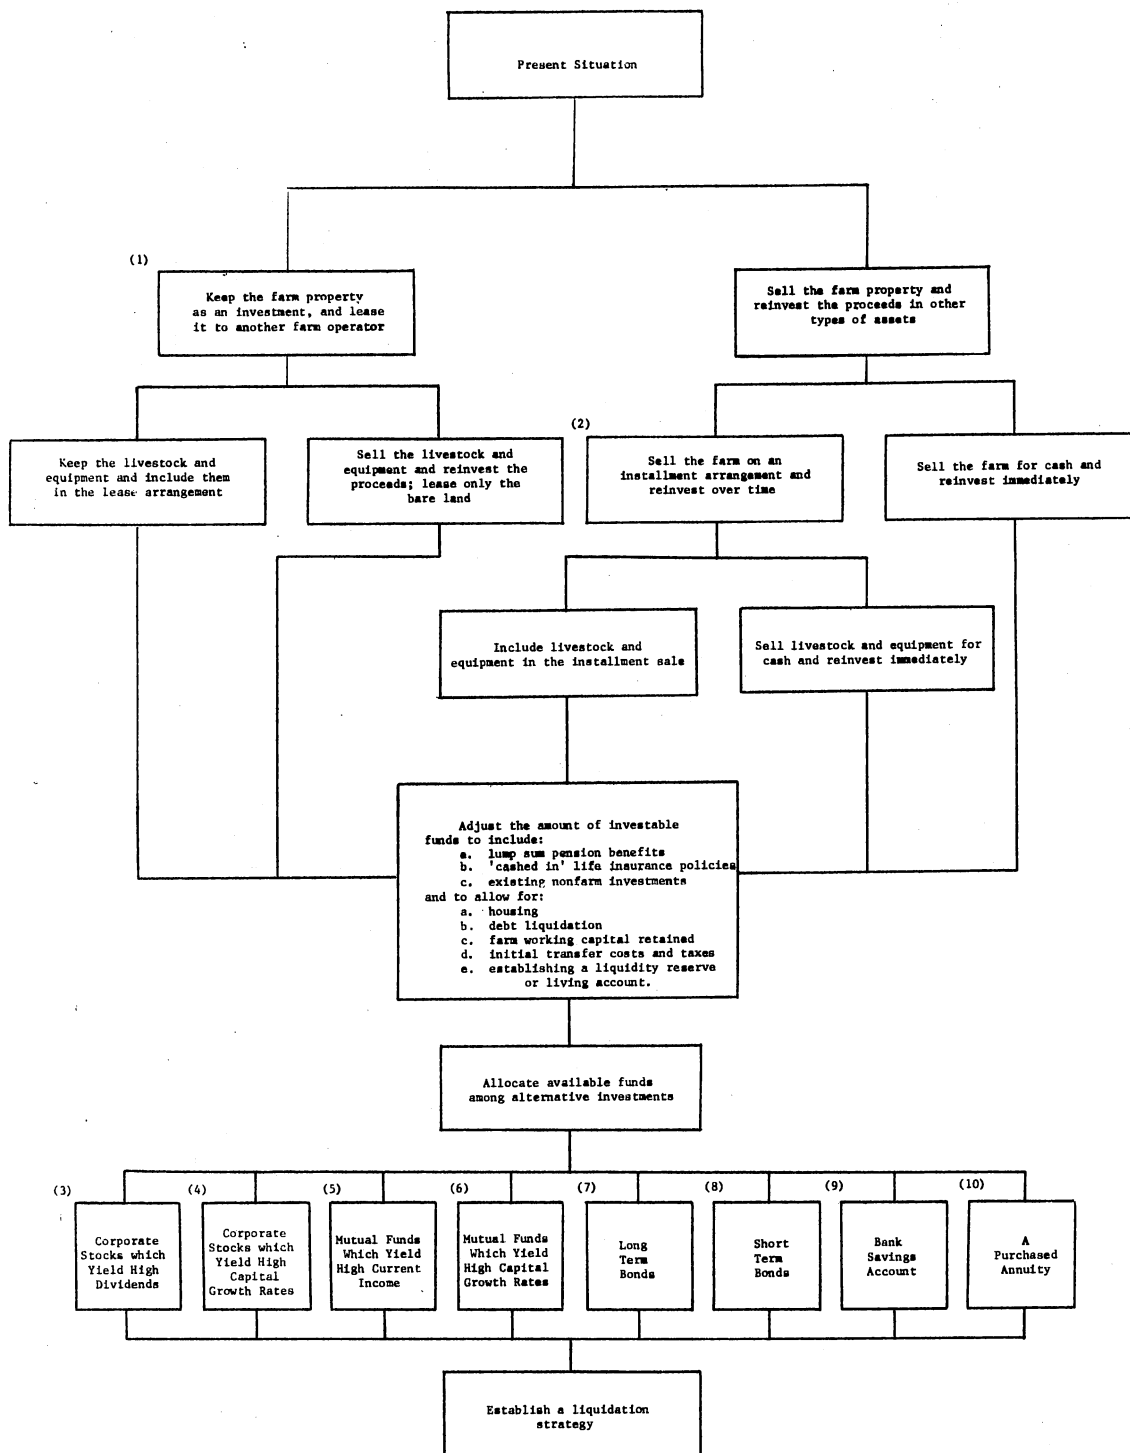 Present Situation
(1)
Keep the farm property
as an investment, and lease
it to another farm operator
Sell the farm property and
reinvest the proceeds in other
types of assets
Keep the livestock and
equipment and include them
in the lease arrangement
Sell the livestock and
equipment and reinvest the
proceeds; lease only the
bare land
(2)
Sell the farm on an
installment arrangement and
reinvest over time
Sell the farm for cash and
reinvest immediately
Include livestock and
equipment in the installment sale
Sell livestock and equipment for
cash and reinvest immediately
Adjust the amount of investable
funds to include:
a. lump sum pension benefits
b. 'cashed in' life insurance policies
c. existing nonfarm investments
and to allow for:
a. housing
b. debt liquidation
c. farm working capital retained
d. initial transfer costs and taxes
e. establishing a liquidity reserve
or living account.
Allocate available funds
among alternative investments
(3)
Corporate
Stocks which
Yield High
Dividends
(4)
Corporate
Stocks which
Yield High
Capital
Growth Rates
(5)
Mutual Funds
Which Yield
High Current
Income
(6)
Mutual Funds
Which Yield
High Capital
Growth Rates
(7)
Long
Term
Bonds
(8)
Short
Term
Bonds
(9)
Bank
Savings
Account
(10)
A
Purchased
Annuity
Establish a liquidation
strategy